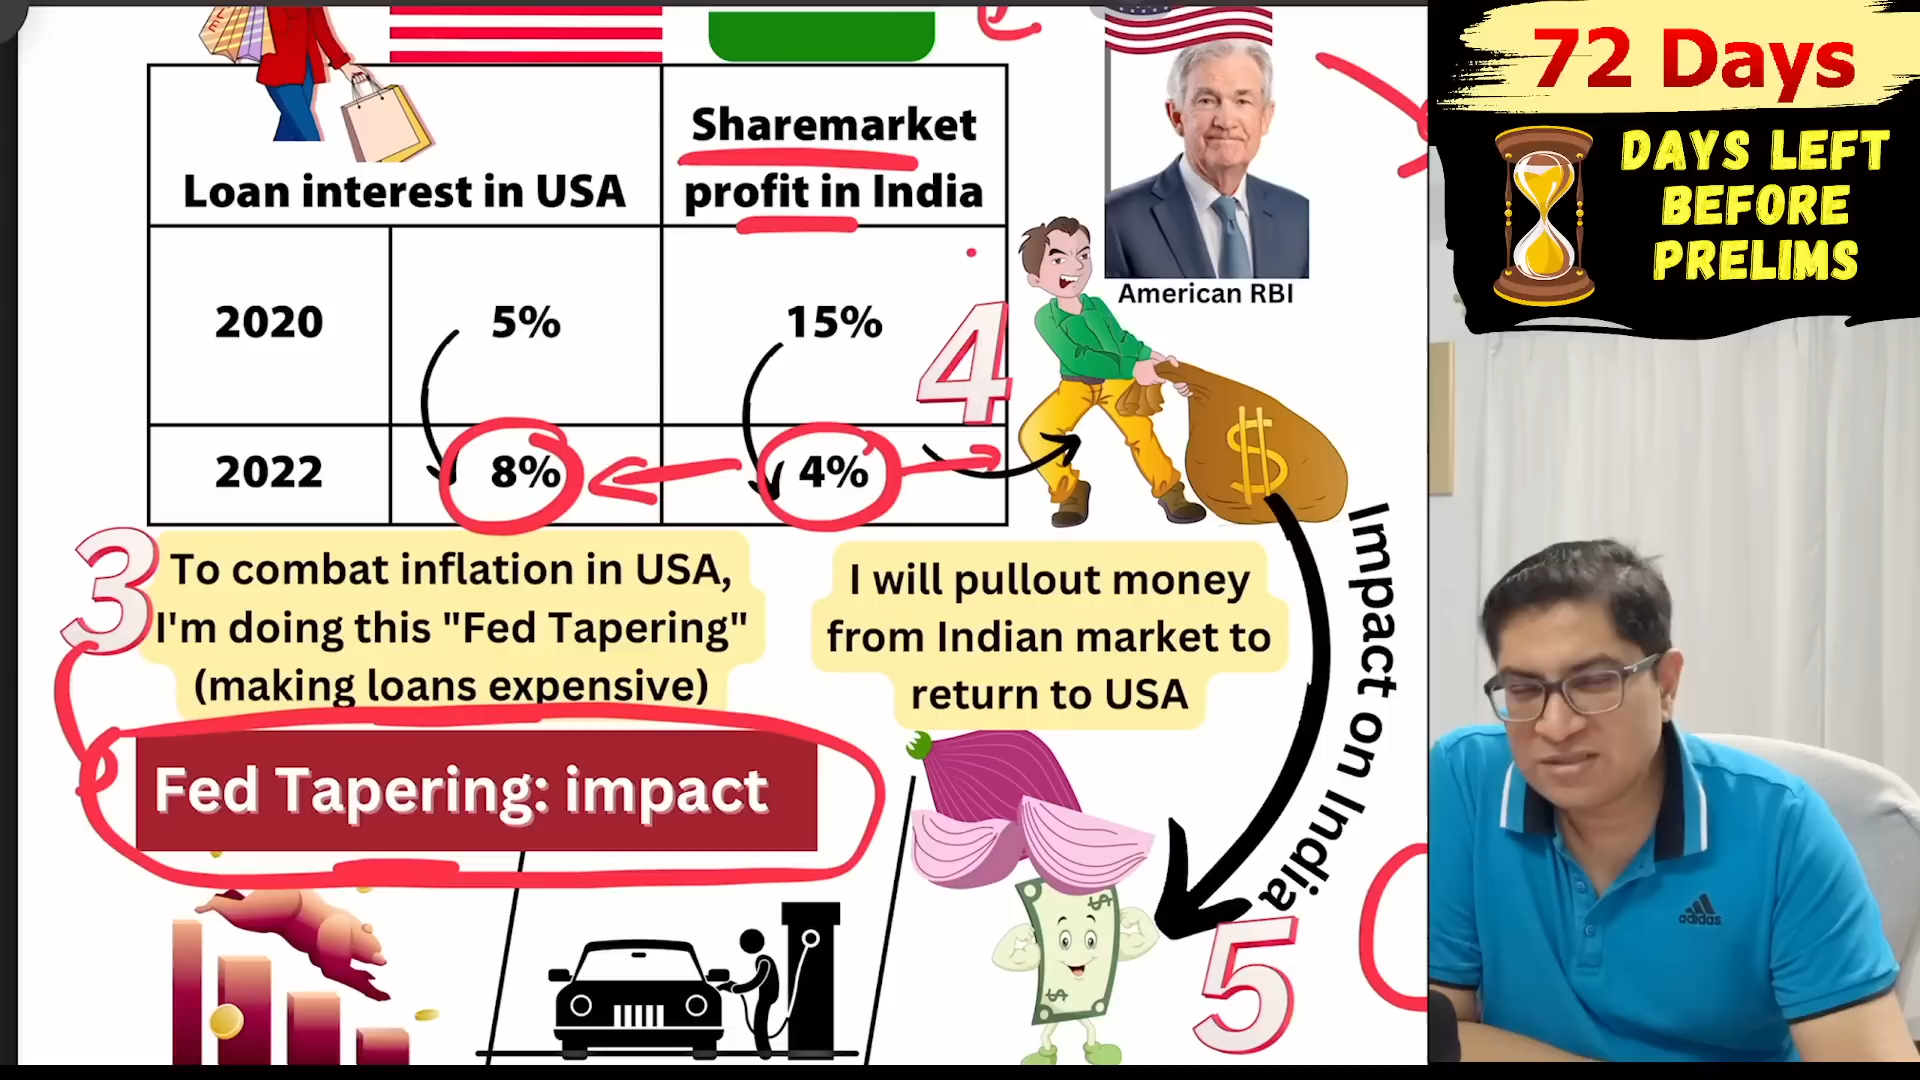 Sharemarket
Loan interest in USA
profit in India
2020
5%
15%
4
2022
8%
4%
American RBI
$
3
To combat inflation in USA,
I'm doing this "Fed Tapering"
(making loans expensive)
I will pullout money
from Indian market to
return to USA
Fed Tapering: impact
Impact on India
5
72 Days
DAYS LEFT
BEFORE
PRELIMS
adidas